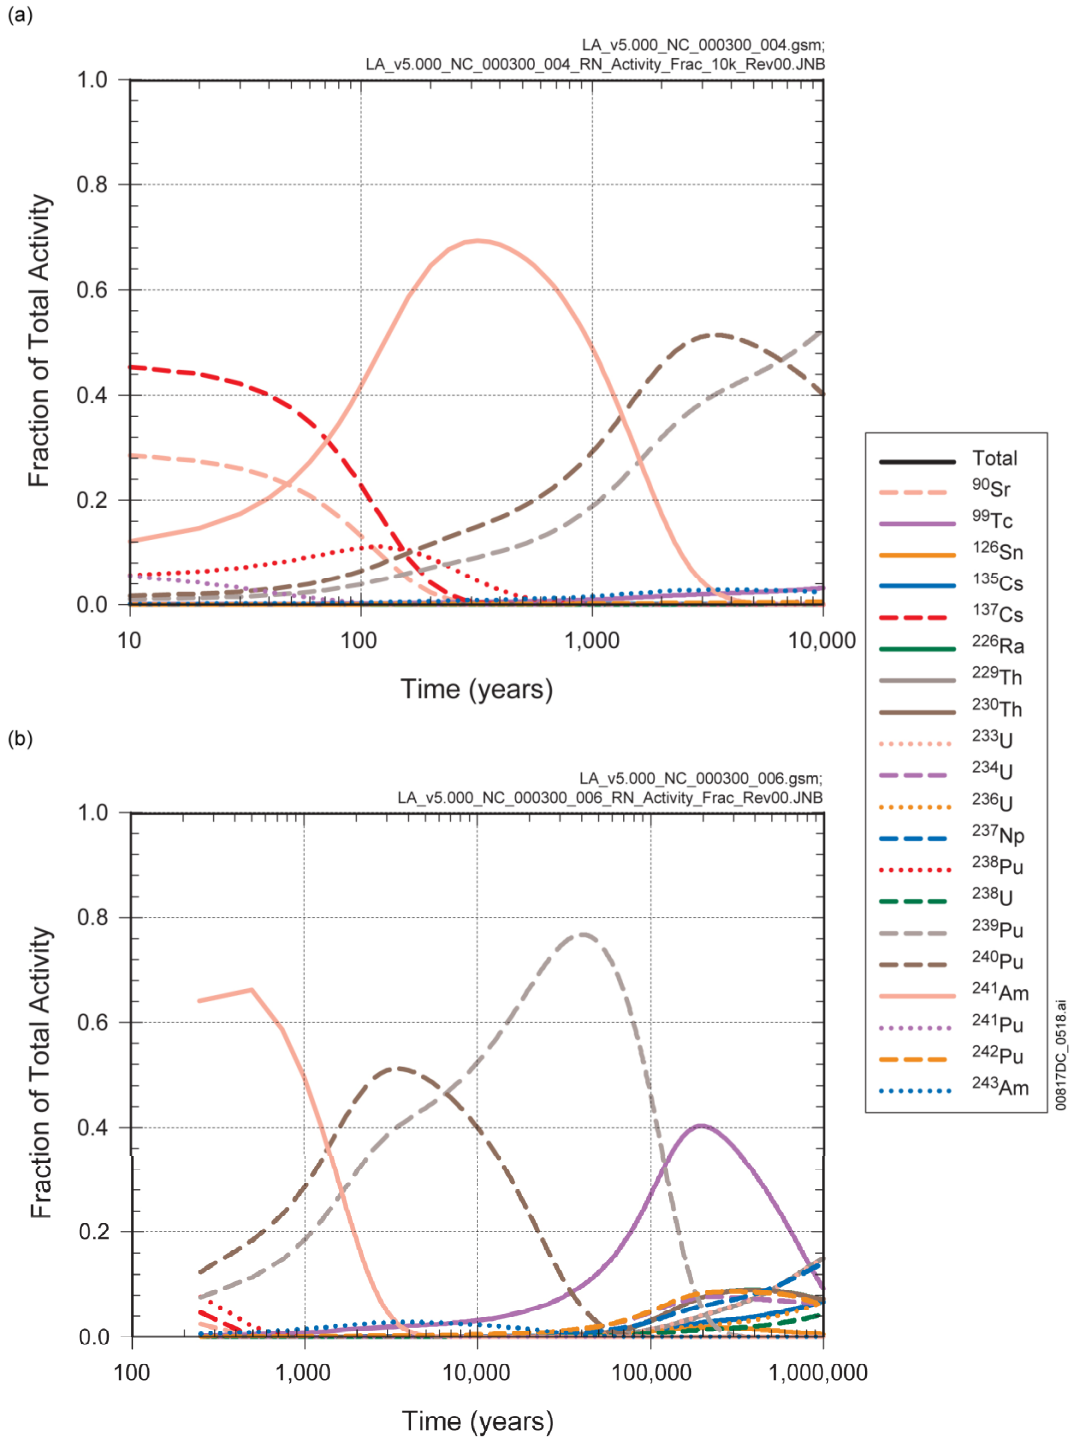 (a)
LA_v5.000_NC_000300_004.gsm;
LA_v5.000_NC_000300_004_RN_Activity_Frac_10k_Rev00.JNB
1.0
0.8
0.6
0.4
0.2
0.0
Fraction of Total Activity
10
100
1,000
10,000
Time (years)
(b)
LA_v5.000_NC_000300_006.gsm;
LA_v5.000_NC_000300_006_RN_Activity_Frac_Rev00.JNB
1.0
0.8
0.6
0.4
0.2
0.0
Fraction of Total Activity
100
1,000
10,000
100,000
1,000,000
Time (years)
Total
⁹⁰Sr
⁹⁹Tc
¹²⁶Sn
¹³⁵Cs
¹³⁷Cs
²²⁶Ra
²²⁹Th
²³⁰Th
²³³U
²³⁴U
²³⁶U
²³⁷Np
²³⁸Pu
²³⁸U
²³⁹Pu
²⁴⁰Pu
²⁴¹Am
²⁴¹Pu
²⁴²Pu
²⁴³Am
00817DC_0518.ai